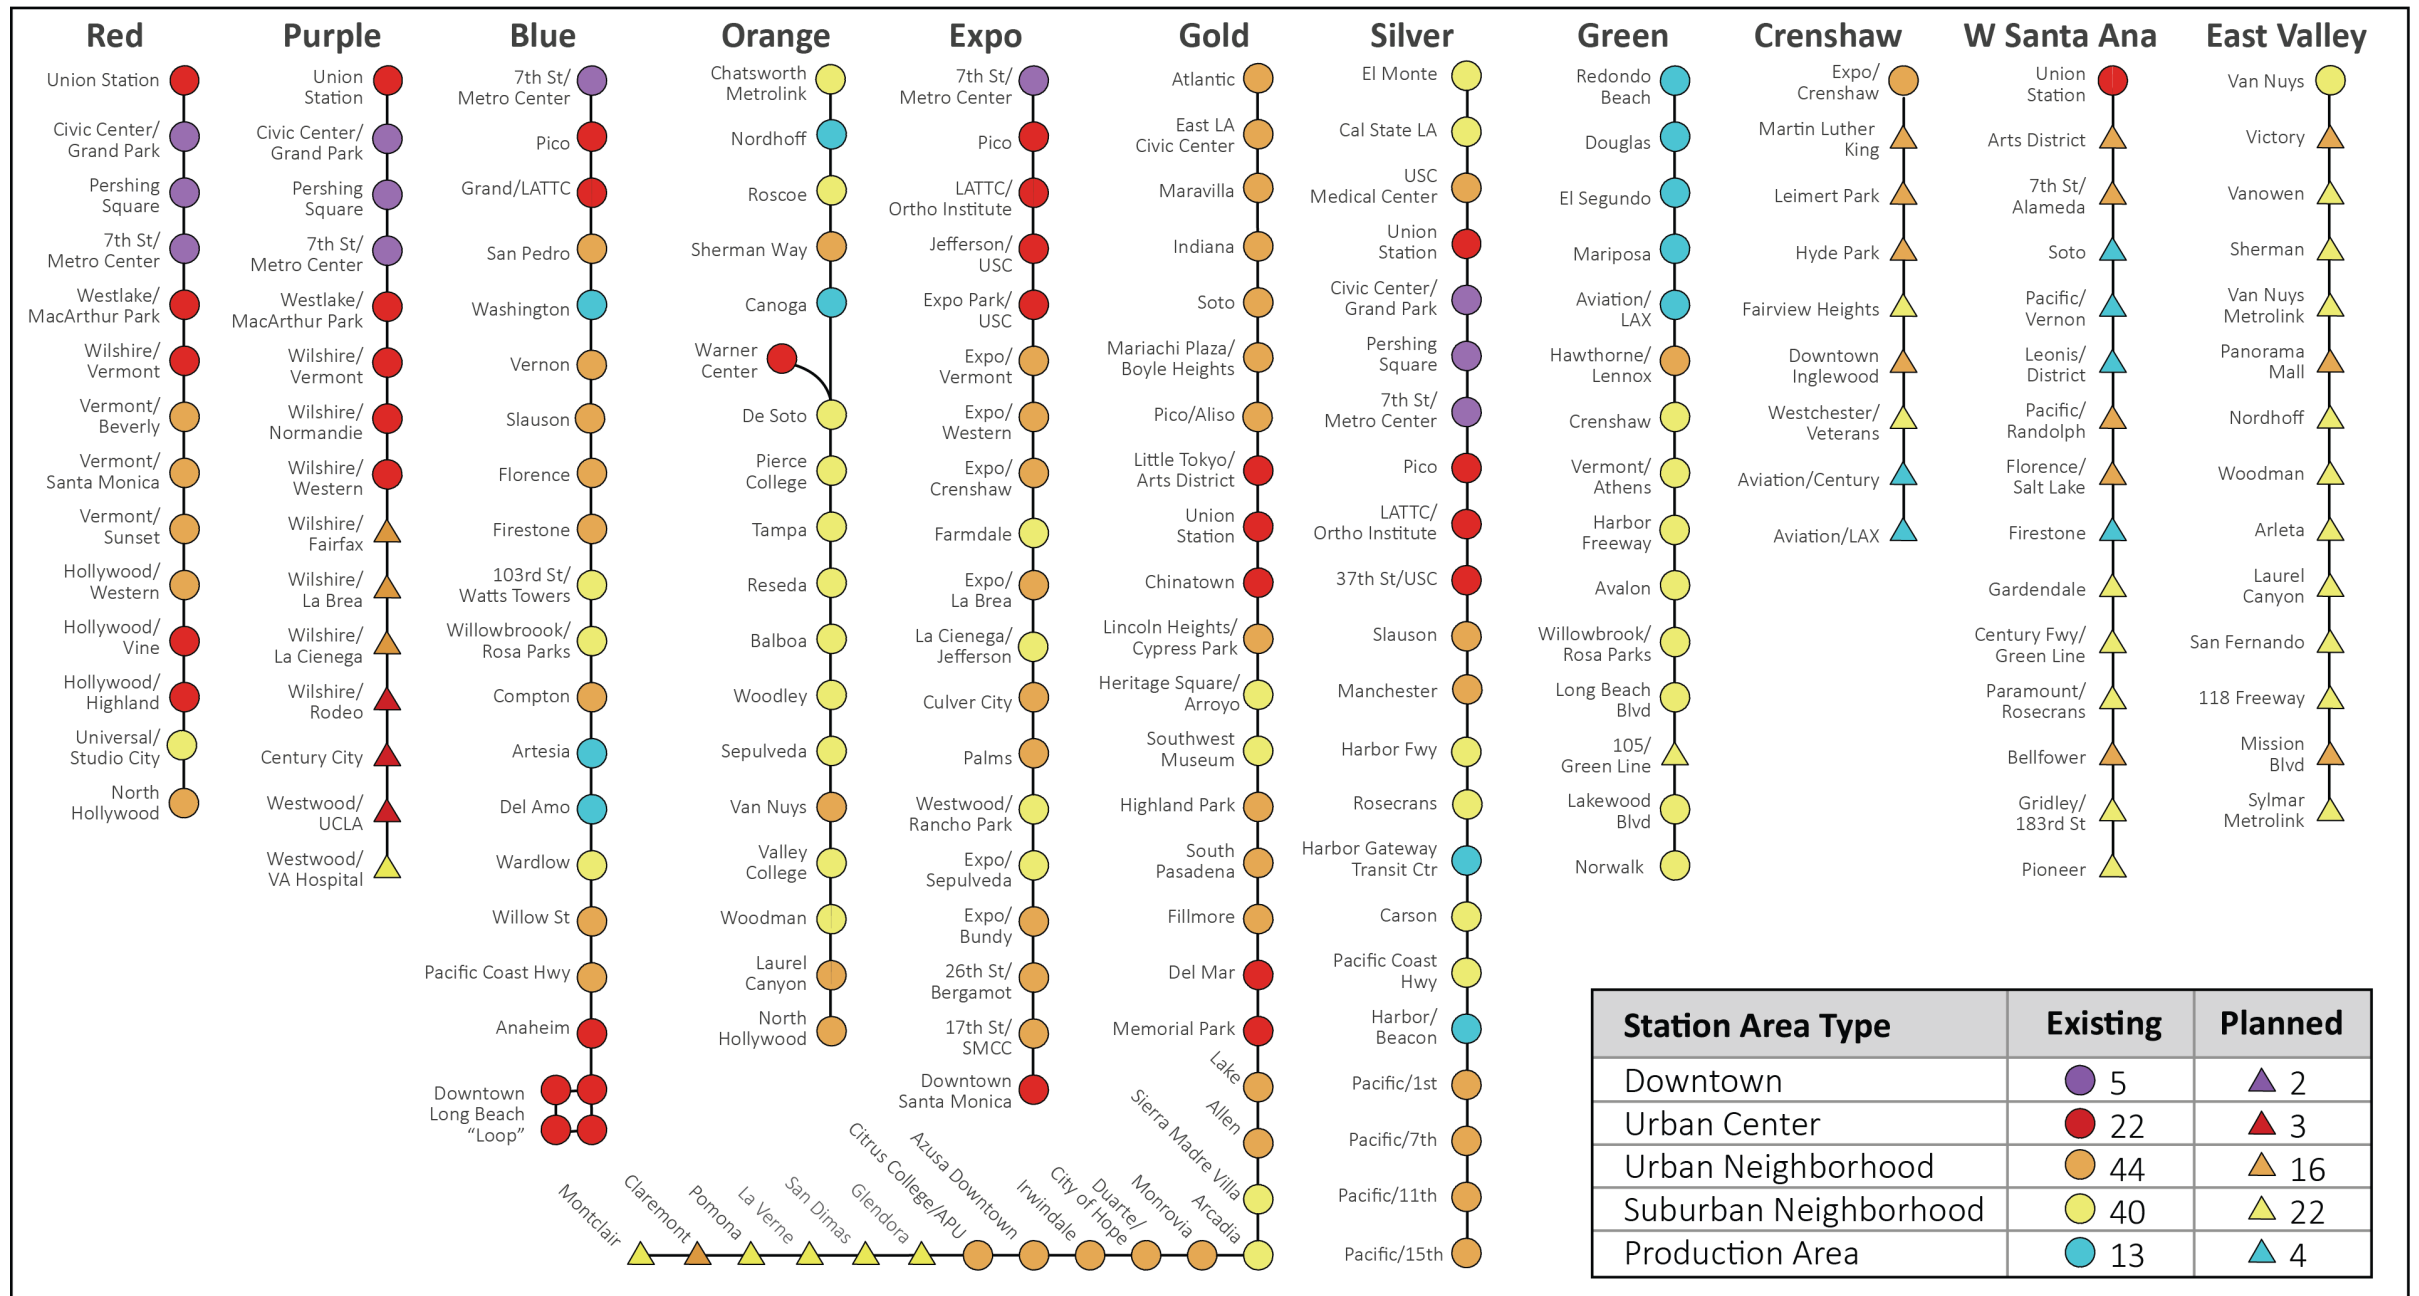 Red
Union Station
Civic Center/
Grand Park
Pershing
Square
7th St/
Metro Center
Westlake/
MacArthur Park
Wilshire/
Vermont
Vermont/
Beverly
Vermont/
Santa Monica
Vermont/
Sunset
Hollywood/
Western
Hollywood/
Vine
Hollywood/
Highland
Universal/
Studio City
North
Hollywood
Purple
Union
Station
Civic Center/
Grand Park
Pershing
Square
7th St/
Metro Center
Westlake/
MacArthur Park
Wilshire/
Vermont
Wilshire/
Normandie
Wilshire/
Western
Wilshire/
Fairfax
Wilshire/
La Brea
Wilshire/
La Cienega
Wilshire/
Rodeo
Century City
Westwood/
UCLA
Westwood/
VA Hospital
Blue
7th St/
Metro Center
Pico
Grand/LATTC
San Pedro
Washington
Vernon
Slauson
Florence
Firestone
103rd St/
Watts Towers
Willowbroook/
Rosa Parks
Compton
Artesia
Del Amo
Wardlow
Willow St
Pacific Coast Hwy
Anaheim
Downtown
Long Beach
“Loop”
Orange
Chatsworth
Metrolink
Nordhoff
Roscoe
Sherman Way
Canoga
Warner
Center
De Soto
Pierce
College
Tampa
Reseda
Balboa
Woodley
Sepulveda
Van Nuys
Valley
College
Woodman
Laurel
Canyon
North
Hollywood
Expo
7th St/
Metro Center
Pico
LATTC/
Ortho Institute
Jefferson/
USC
Expo Park/
USC
Expo/
Vermont
Expo/
Western
Expo/
Crenshaw
Farmdale
Expo/
La Brea
La Cienega/
Jefferson
Culver City
Palms
Westwood/
Rancho Park
Expo/
Sepulveda
Expo/
Bundy
26th St/
Bergamot
17th St/
SMCC
Downtown
Santa Monica
Gold
Atlantic
East LA
Civic Center
Maravilla
Indiana
Soto
Mariachi Plaza/
Boyle Heights
Pico/Aliso
Little Tokyo/
Arts District
Union
Station
Chinatown
Lincoln Heights/
Cypress Park
Heritage Square/
Arroyo
Southwest
Museum
Highland Park
South
Pasadena
Fillmore
Del Mar
Memorial Park
Lake
Allen
Sierra Madre Villa
Arcadia
Monrovia
Duarte/
City of Hope
Irwindale
Azusa Downtown
Citrus College/APU
Glendora
San Dimas
La Verne
Pomona
Claremont
Montclair
Silver
El Monte
Cal State LA
USC
Medical Center
Union
Station
Civic Center/
Grand Park
Pershing
Square
7th St/
Metro Center
Pico
LATTC/
Ortho Institute
37th St/USC
Slauson
Manchester
Harbor Fwy
Rosecrans
Harbor Gateway
Transit Ctr
Carson
Pacific Coast
Hwy
Harbor/
Beacon
Pacific/1st
Pacific/7th
Pacific/11th
Pacific/15th
Green
Redondo
Beach
Douglas
El Segundo
Mariposa
Aviation/
LAX
Hawthorne/
Lennox
Crenshaw
Vermont/
Athens
Harbor
Freeway
Avalon
Willowbrook/
Rosa Parks
Long Beach
Blvd
105/
Green Line
Lakewood
Blvd
Norwalk
Crenshaw
Expo/
Crenshaw
Martin Luther
King
Leimert Park
Hyde Park
Fairview Heights
Downtown
Inglewood
Westchester/
Veterans
Aviation/Century
Aviation/LAX
W Santa Ana
Union
Station
Arts District
7th St/
Alameda
Soto
Pacific/
Vernon
Leonis/
District
Pacific/
Randolph
Florence/
Salt Lake
Firestone
Gardendale
Century Fwy/
Green Line
Paramount/
Rosecrans
Bellfower
Gridley/
183rd St
Pioneer
East Valley
Van Nuys
Victory
Vanowen
Sherman
Van Nuys
Metrolink
Panorama
Mall
Nordhoff
Woodman
Arleta
Laurel
Canyon
San Fernando
118 Freeway
Mission
Blvd
Sylmar
Metrolink
Station Area Type Existing Planned
Downtown 5 2
Urban Center 22 3
Urban Neighborhood 44 16
Suburban Neighborhood 40 22
Production Area 13 4